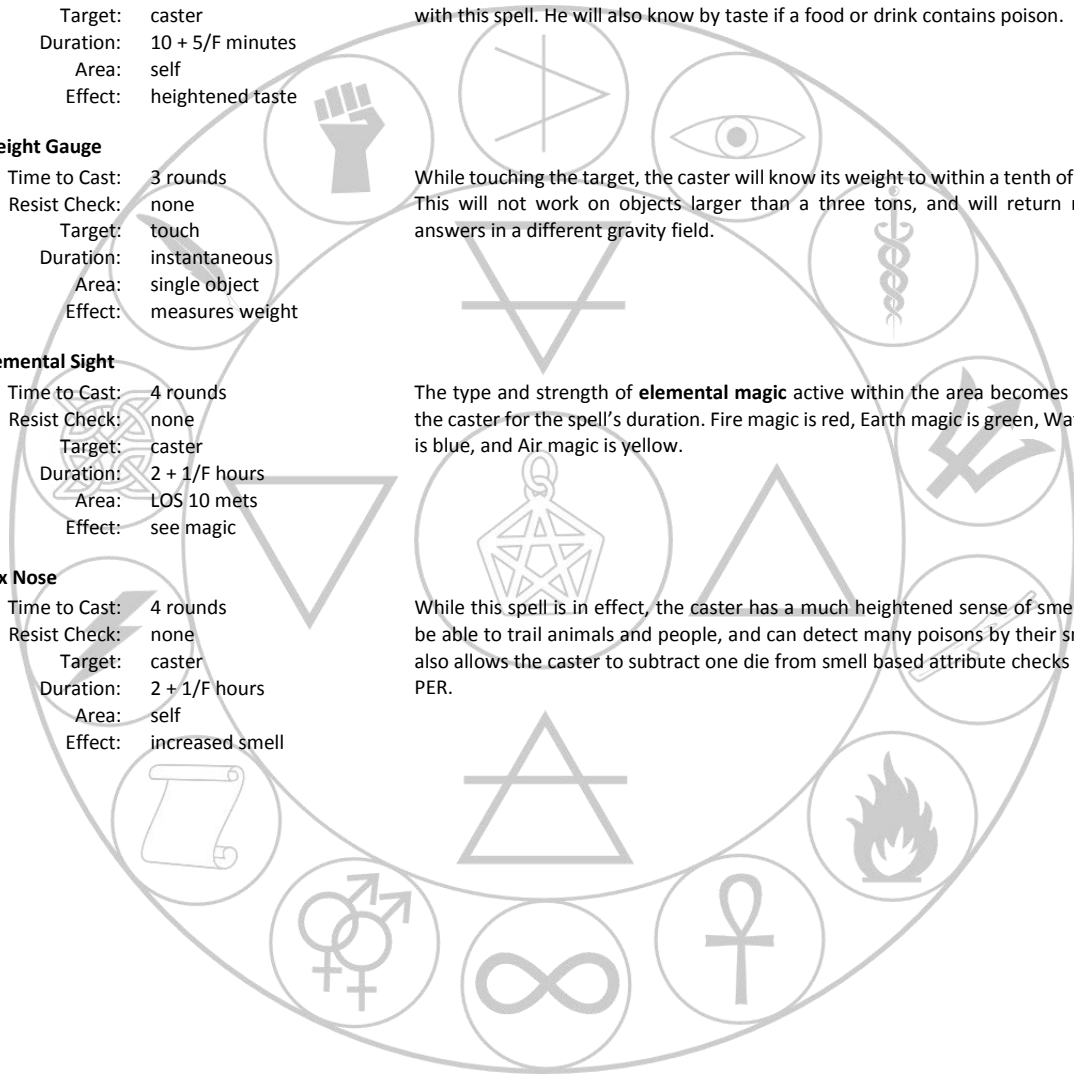 Target: caster
Duration: 10 + 5/F minutes
Area: self
Effect: heightened taste
with this spell. He will also know by taste if a food or drink contains poison.
eight Gauge
Time to Cast: 3 rounds
Resist Check: none
Target: touch
Duration: instantaneous
Area: single object
Effect: measures weight
While touching the target, the caster will know its weight to within a tenth of
This will not work on objects larger than a three tons, and will return
answers in a different gravity field.
emental Sight
Time to Cast: 4 rounds
Resist Check: none
Target: caster
Duration: 2 + 1/F hours
Area: LOS 10 mets
Effect: see magic
The type and strength of elemental magic active within the area becomes
the caster for the spell’s duration. Fire magic is red, Earth magic is green,
is blue, and Air magic is yellow.
x Nose
Time to Cast: 4 rounds
Resist Check: none
Target: caster
Duration: 2 + 1/F hours
Area: self
Effect: increased smell
While this spell is in effect, the caster has a much heightened sense of
be able to trail animals and people, and can detect many poisons by their
also allows the caster to subtract one die from smell based attribute checks
PER.